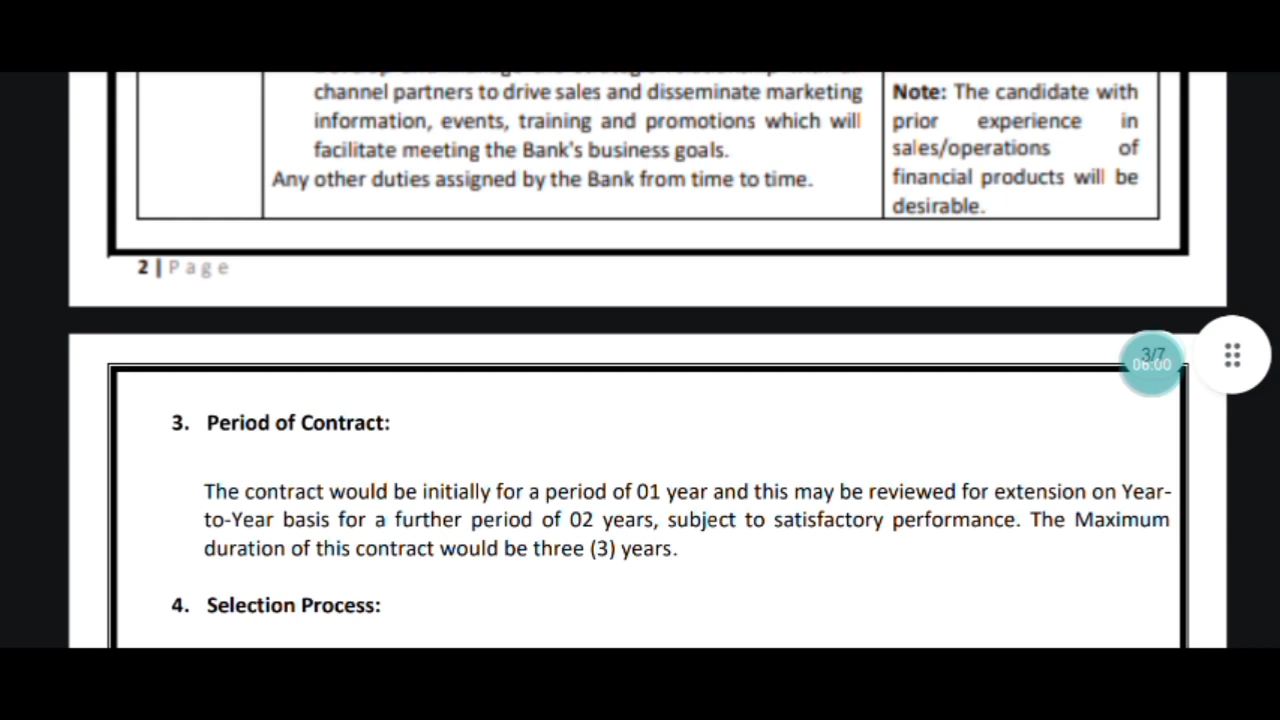 channel partners to drive sales and disseminate marketing
information, events, training and promotions which will
facilitate meeting the Bank's business goals.
Any other duties assigned by the Bank from time to time.
Note: The candidate with
prior experience in
sales/operations of
financial products will be
desirable.
2 | Page
3/7
06:00
3. Period of Contract:
The contract would be initially for a period of 01 year and this may be reviewed for extension on Year-
to-Year basis for a further period of 02 years, subject to satisfactory performance. The Maximum
duration of this contract would be three (3) years.
4. Selection Process: